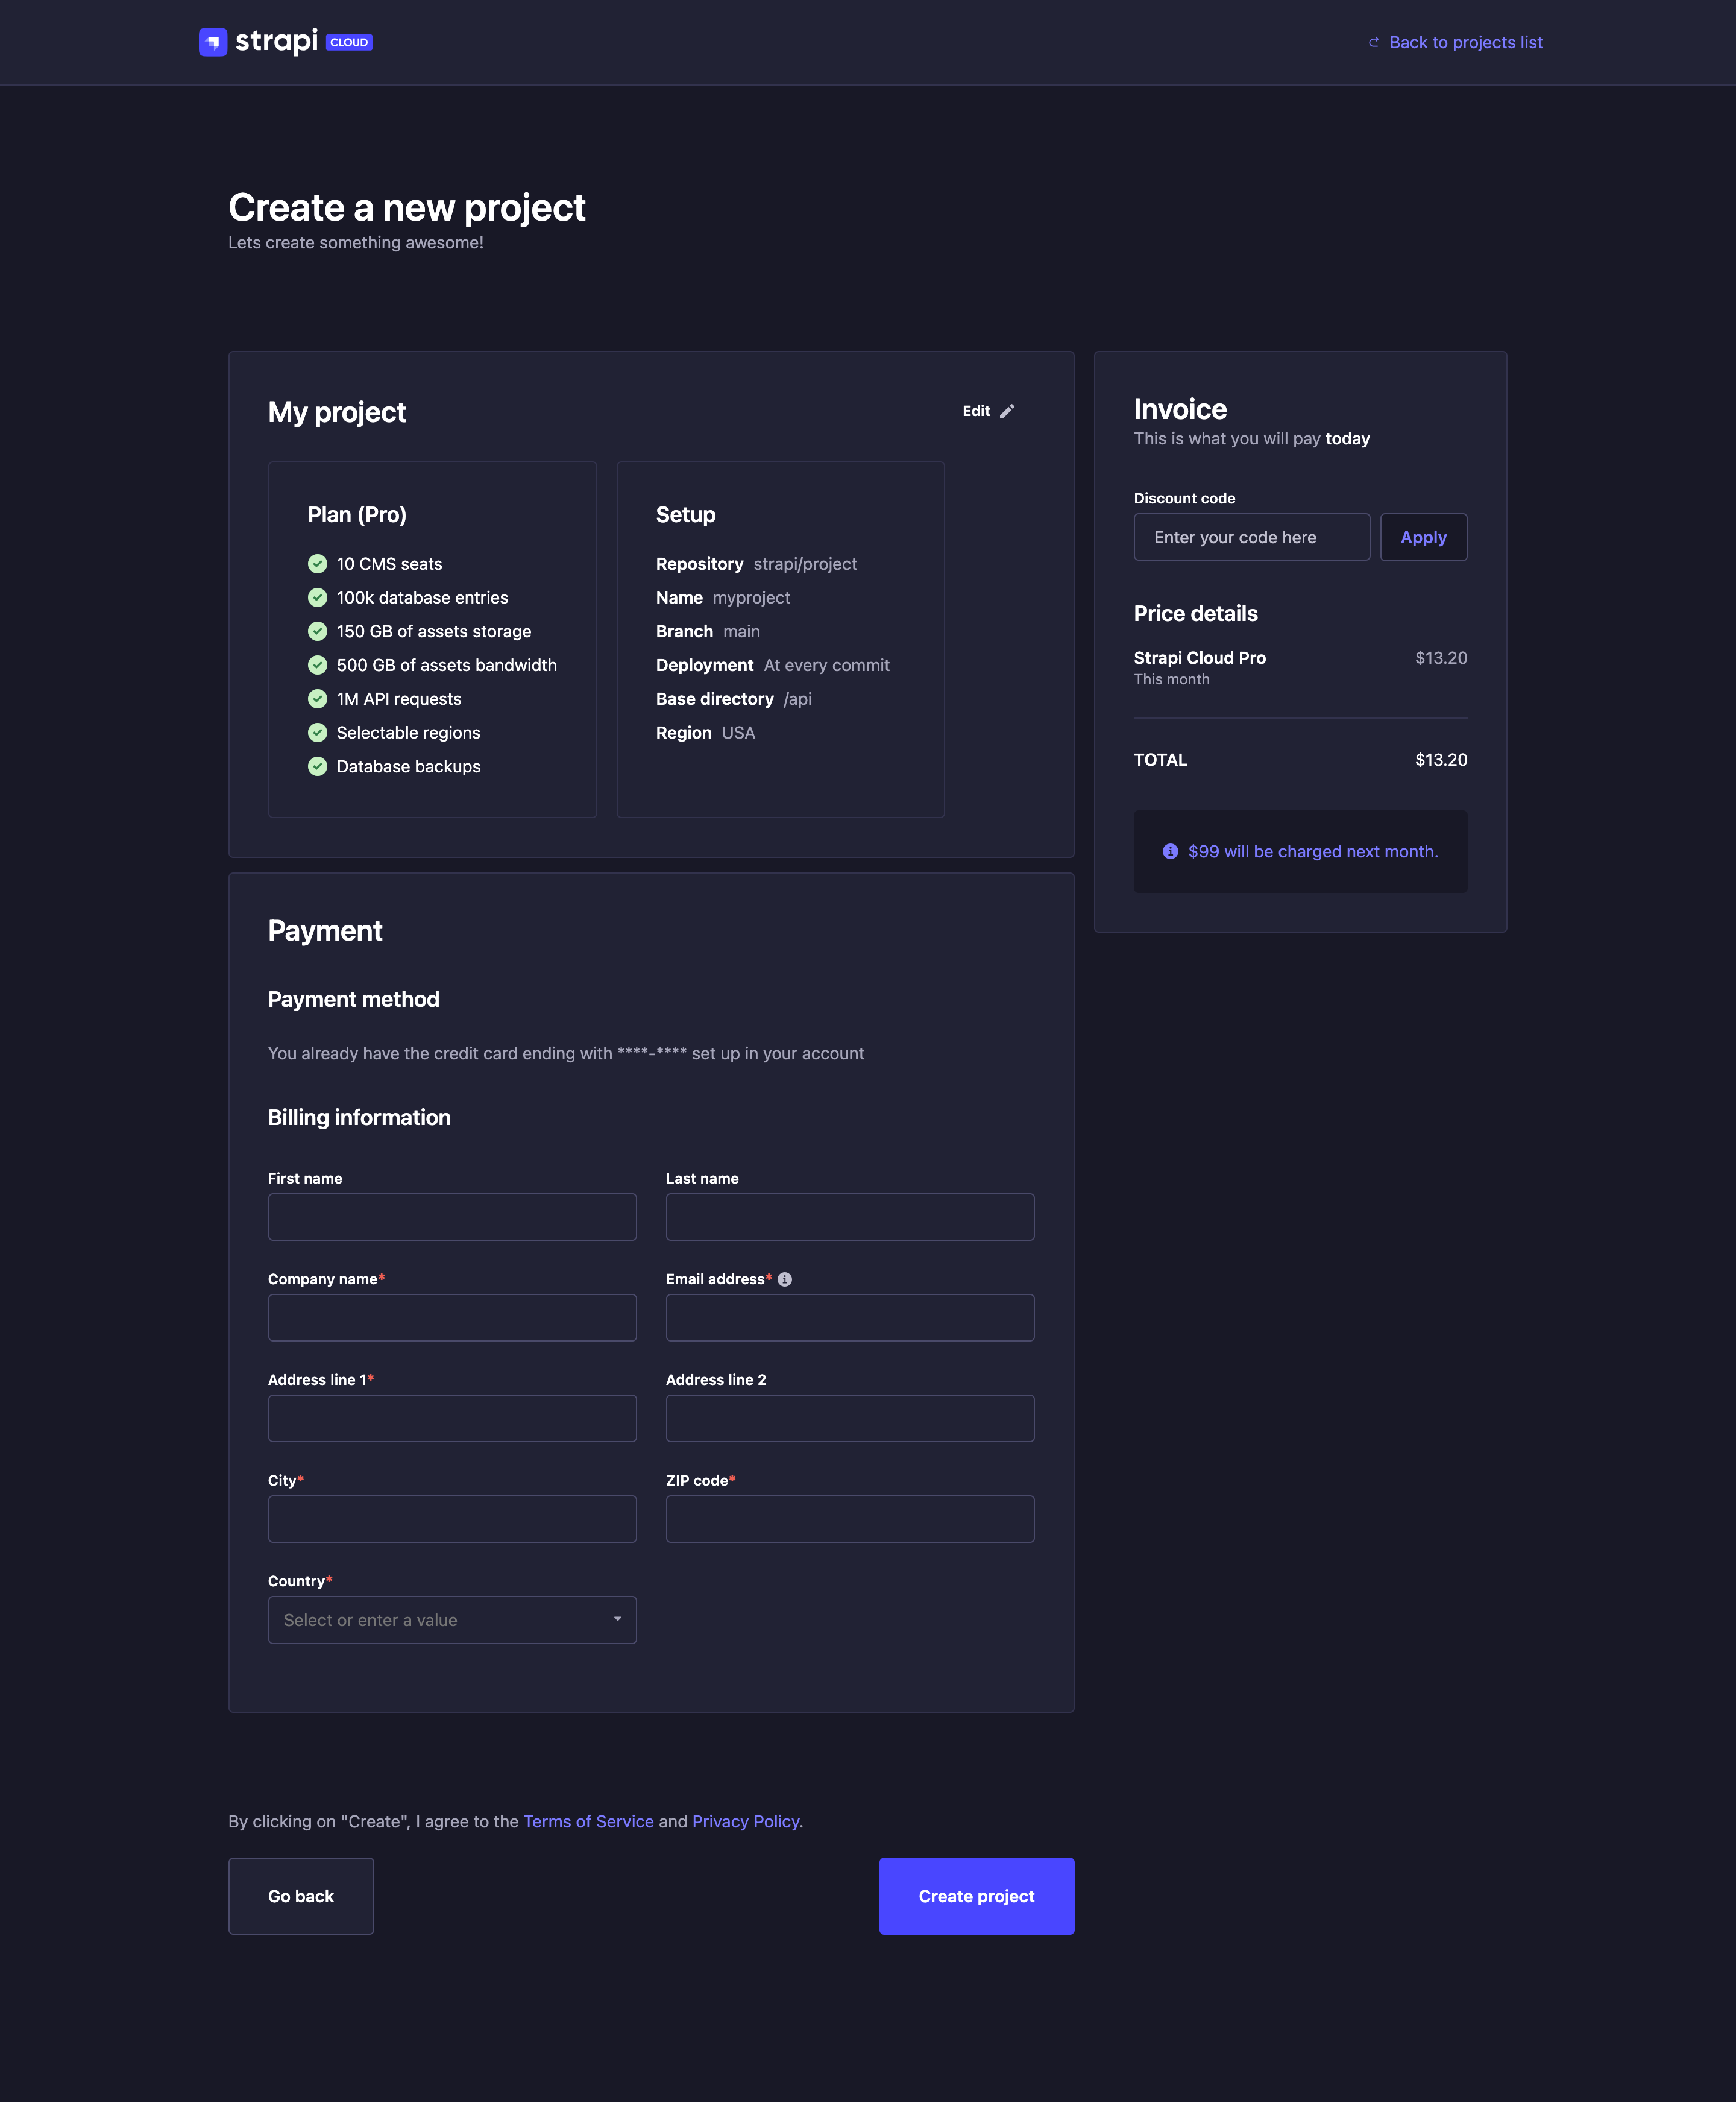 strapi CLOUD
Back to projects list
Create a new project
Lets create something awesome!
My project
Edit
Plan (Pro)
10 CMS seats
100k database entries
150 GB of assets storage
500 GB of assets bandwidth
1M API requests
Selectable regions
Database backups
Setup
Repository strapi/project
Name myproject
Branch main
Deployment At every commit
Base directory /api
Region USA
Invoice
This is what you will pay today
Discount code
Enter your code here
Apply
Price details
Strapi Cloud Pro $13.20
This month
TOTAL $13.20
$99 will be charged next month.
Payment
Payment method
You already have the credit card ending with ****-**** set up in your account
Billing information
First name
Last name
Company name*
Email address*
Address line 1*
Address line 2
City*
ZIP code*
Country*
Select or enter a value
By clicking on "Create", I agree to the Terms of Service and Privacy Policy.
Go back
Create project